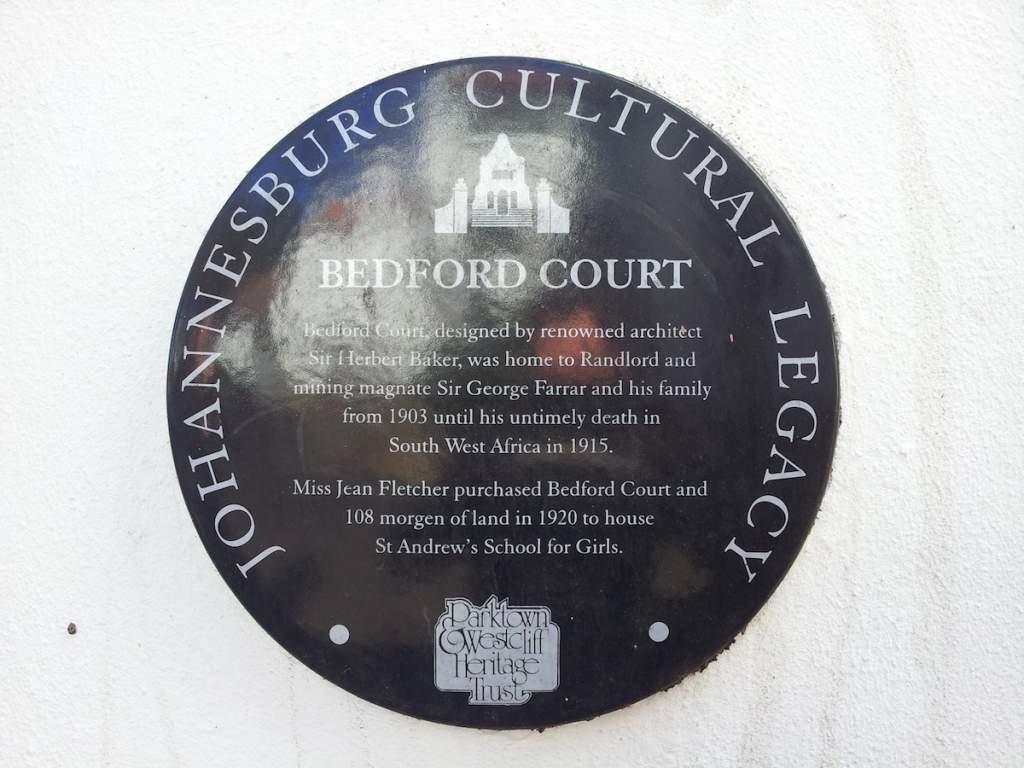 JOHANNESBURG CULTURAL LEGACY
BEDFORD COURT
Bedford Court, designed by renowned architect
Sir Herbert Baker, was home to Randlord and
mining magnate Sir George Farrar and his family
from 1903 until his untimely death in
South West Africa in 1915.
Miss Jean Fletcher purchased Bedford Court and
108 morgen of land in 1920 to house
St Andrew's School for Girls.
Parktown
& Westcliff
Heritage
Trust